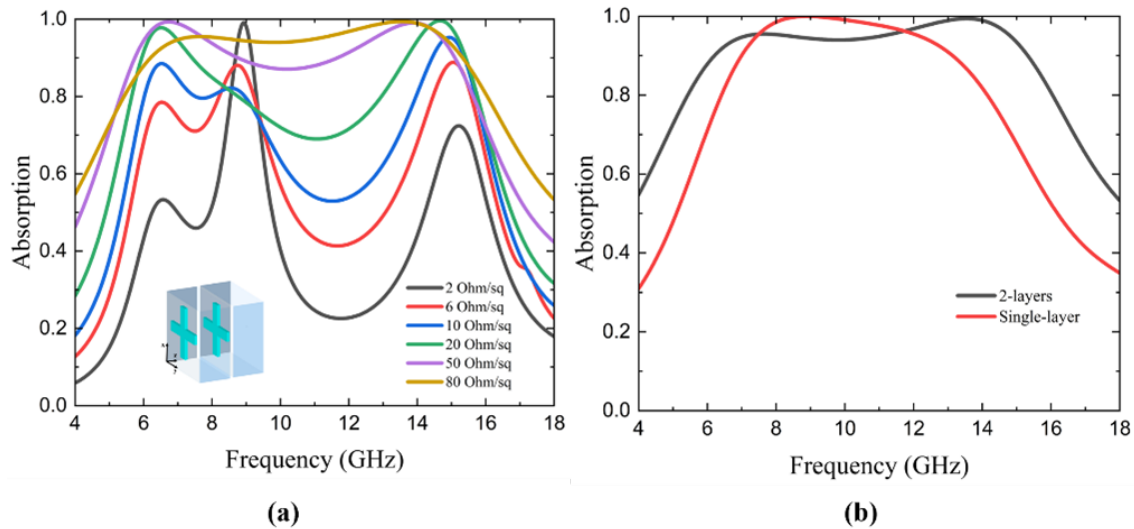 1.0
0.8
0.6
0.4
0.2
0.0
4 6 8 10 12 14 16 18
Absorption
Frequency (GHz)
2 Ohm/sq
6 Ohm/sq
10 Ohm/sq
20 Ohm/sq
50 Ohm/sq
80 Ohm/sq
(a)
1.0
0.8
0.6
0.4
0.2
0.0
4 6 8 10 12 14 16 18
Absorption
Frequency (GHz)
2-layers
Single-layer
(b)